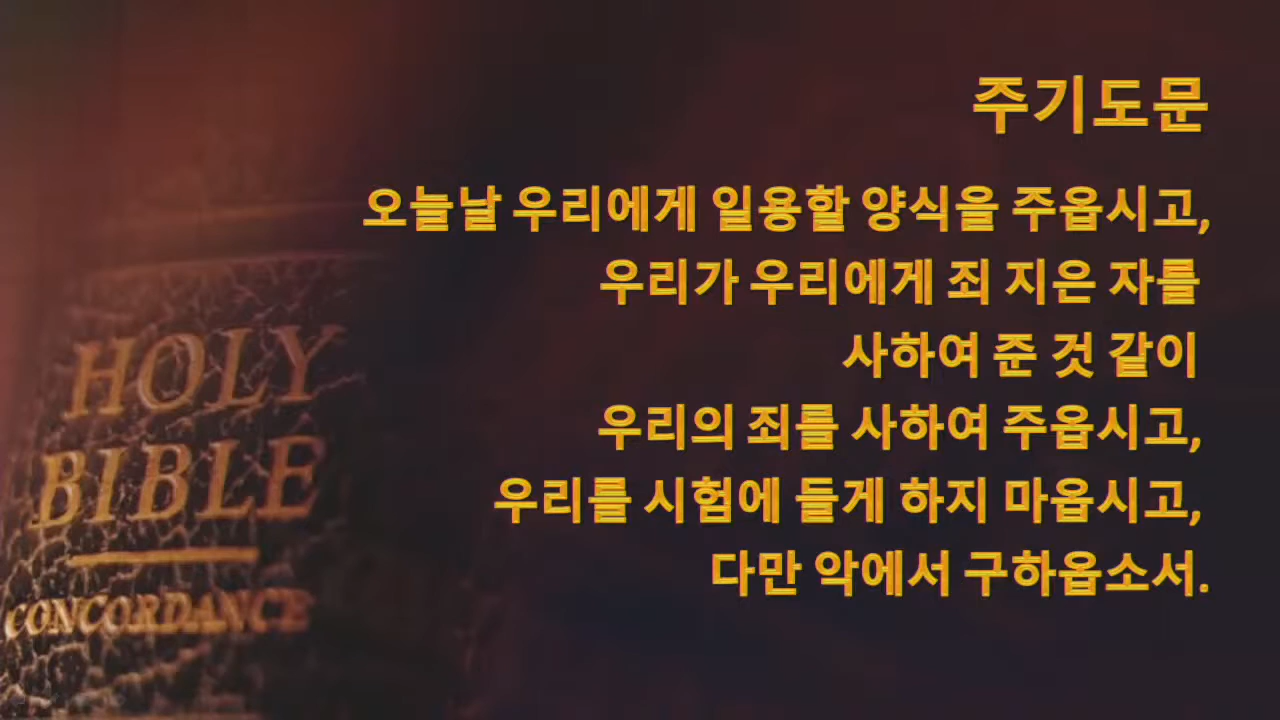 주기도문
오늘날 우리에게 일용할 양식을 주옵시고,
우리가 우리에게 죄 지은 자를
사하여 준 것 같이
우리의 죄를 사하여 주옵시고,
우리를 시험에 들게 하지 마옵시고,
다만 악에서 구하옵소서.
HOLY
BIBLE
CONCORDANCE